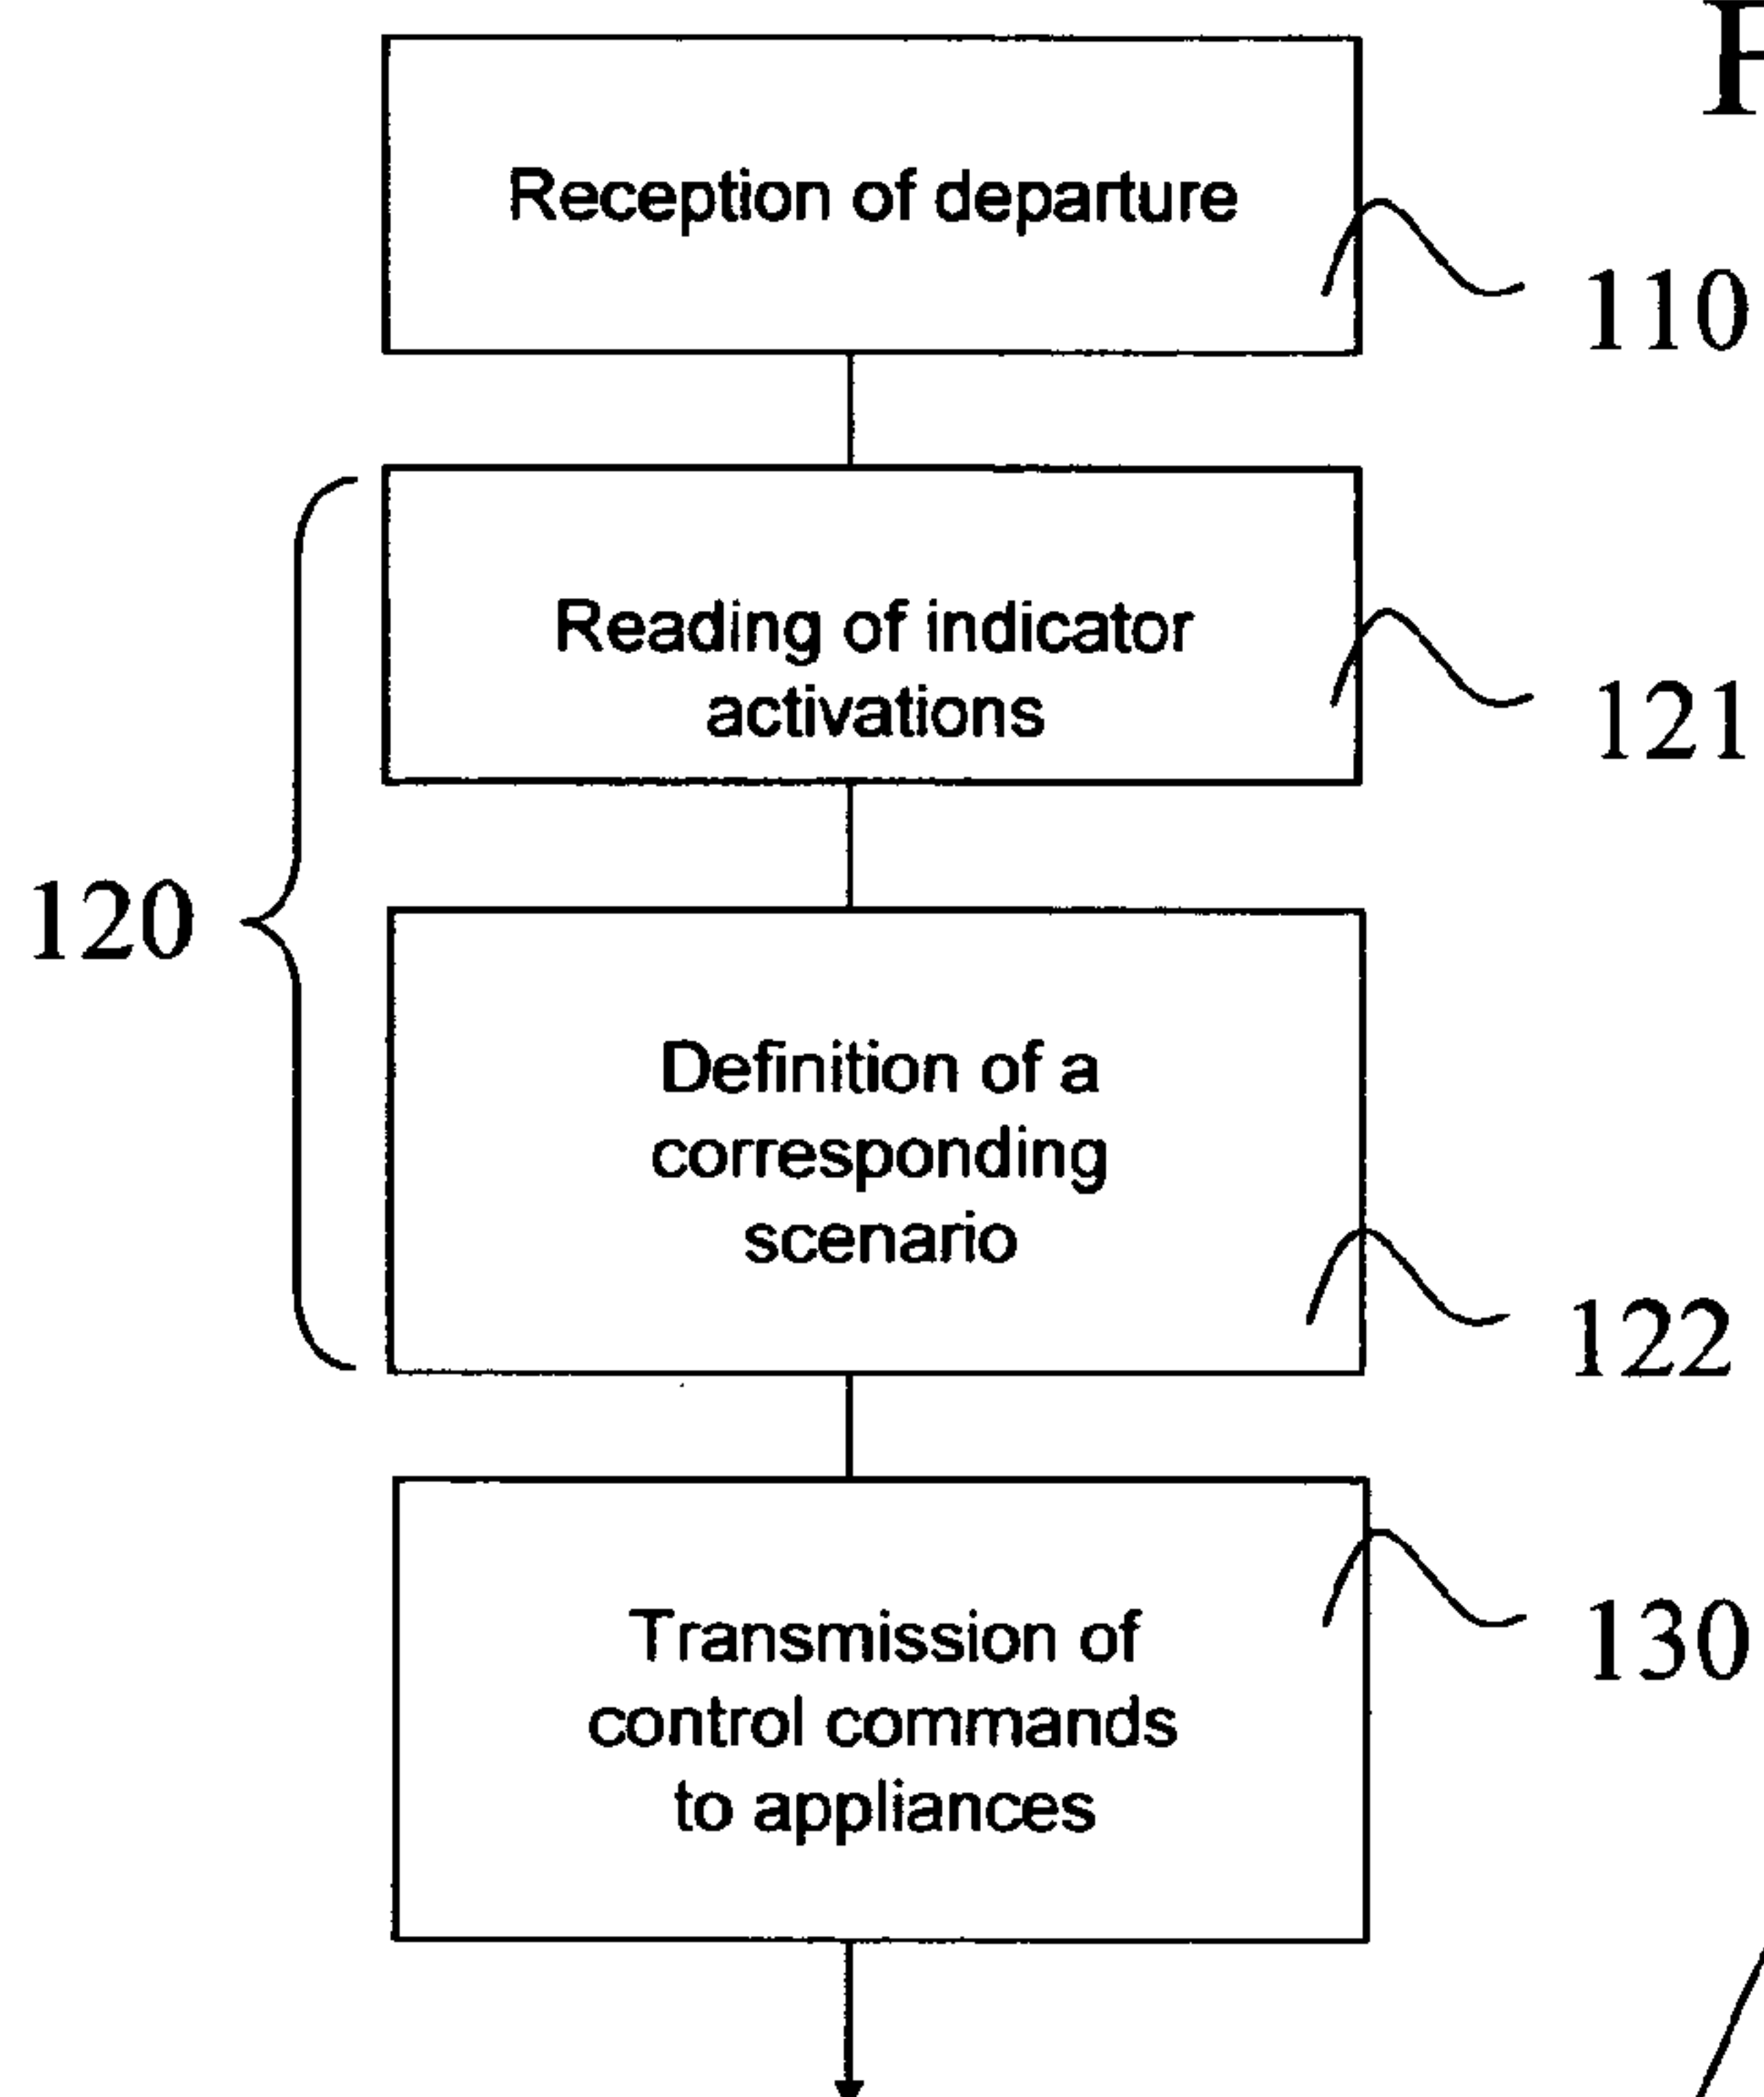 Reception of departure
110
Reading of indicator
activations
121
120
Definition of a
corresponding
scenario
122
Transmission of
control commands
to appliances
130